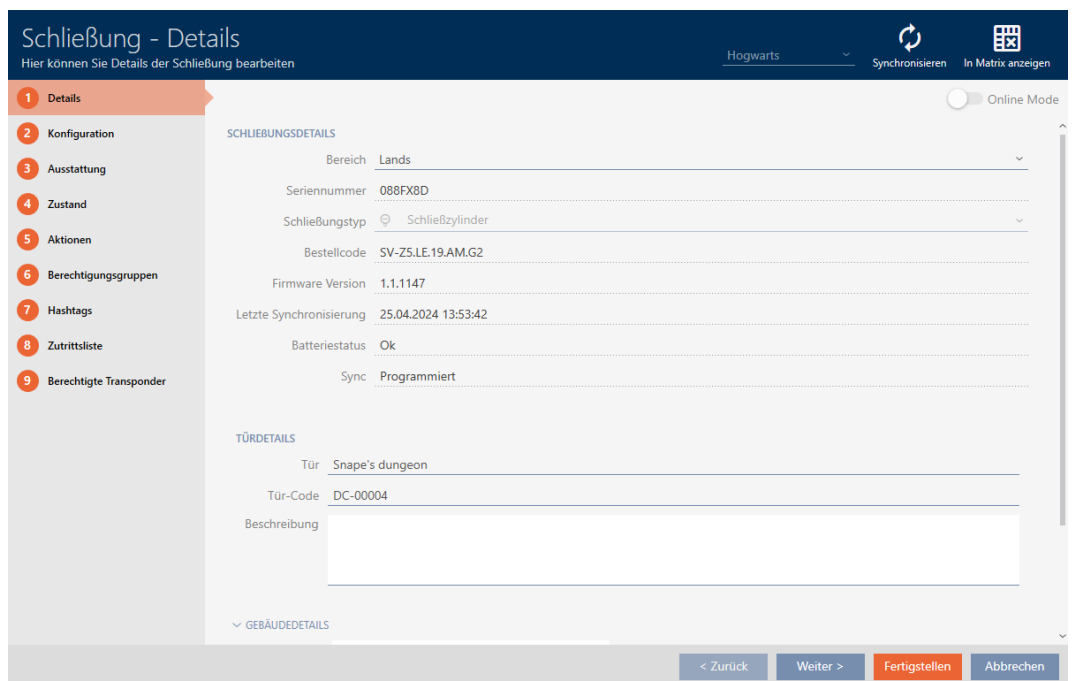 Schließung - Details
Hier können Sie Details der Schließung bearbeiten
Hogwarts
Synchronisieren
In Matrix anzeigen
1 Details
2 Konfiguration
3 Ausstattung
4 Zustand
5 Aktionen
6 Berechtigungsgruppen
7 Hashtags
8 Zutrittsliste
9 Berechtigte Transponder
Online Mode
SCHLIEßUNGSDETAILS
Bereich Lands
Seriennummer 088FX8D
Schließungstyp Schließzylinder
Bestellcode SV-Z5.LE.19.AM.G2
Firmware Version 1.1.1147
Letzte Synchronisierung 25.04.2024 13:53:42
Batteriestatus Ok
Sync Programmiert
TÜRDETAILS
Tür Snape's dungeon
Tür-Code DC-00004
Beschreibung
GEBÄUDEDETAILS
< Zurück Weiter > Fertigstellen Abbrechen